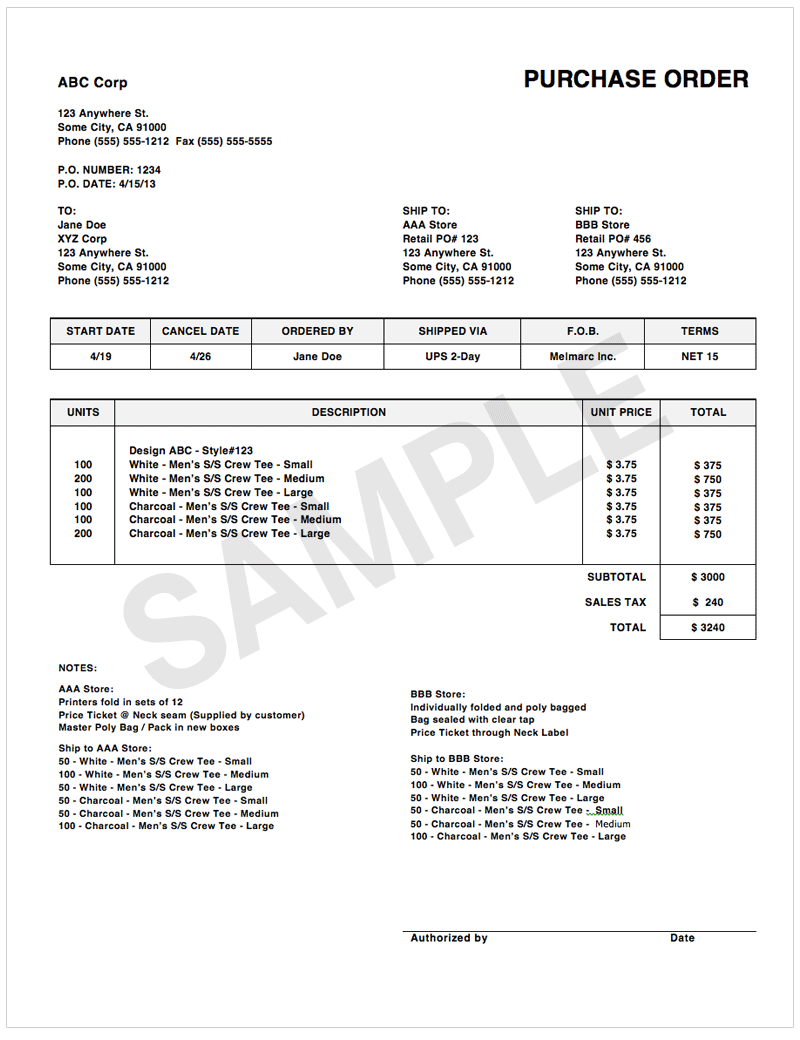 ABC Corp
PURCHASE ORDER
123 Anywhere St.
Some City, CA 91000
Phone (555) 555-1212  Fax (555) 555-5555
P.O. NUMBER: 1234
P.O. DATE: 4/15/13
TO:
Jane Doe
XYZ Corp
123 Anywhere St.
Some City, CA 91000
Phone (555) 555-1212
SHIP TO:
AAA Store
Retail PO# 123
123 Anywhere St.
Some City, CA 91000
Phone (555) 555-1212
SHIP TO:
BBB Store
Retail PO# 456
123 Anywhere St.
Some City, CA 91000
Phone (555) 555-1212
START DATE CANCEL DATE ORDERED BY SHIPPED VIA F.O.B. TERMS
4/19 4/26 Jane Doe UPS 2-Day Melmarc Inc. NET 15
UNITS DESCRIPTION UNIT PRICE TOTAL
Design ABC - Style#123
100 White - Men's S/S Crew Tee - Small $ 3.75 $ 375
200 White - Men's S/S Crew Tee - Medium $ 3.75 $ 750
100 White - Men's S/S Crew Tee - Large $ 3.75 $ 375
100 Charcoal - Men's S/S Crew Tee - Small $ 3.75 $ 375
100 Charcoal - Men's S/S Crew Tee - Medium $ 3.75 $ 375
200 Charcoal - Men's S/S Crew Tee - Large $ 3.75 $ 750
SUBTOTAL $ 3000
SALES TAX $ 240
TOTAL $ 3240
SAMPLE
NOTES:
AAA Store:
Printers fold in sets of 12
Price Ticket @ Neck seam (Supplied by customer)
Master Poly Bag / Pack in new boxes
Ship to AAA Store:
50 - White - Men's S/S Crew Tee - Small
100 - White - Men's S/S Crew Tee - Medium
50 - White - Men's S/S Crew Tee - Large
50 - Charcoal - Men's S/S Crew Tee - Small
50 - Charcoal - Men's S/S Crew Tee - Medium
100 - Charcoal - Men's S/S Crew Tee - Large
BBB Store:
Individually folded and poly bagged
Bag sealed with clear tap
Price Ticket through Neck Label
Ship to BBB Store:
50 - White - Men's S/S Crew Tee - Small
100 - White - Men's S/S Crew Tee - Medium
50 - White - Men's S/S Crew Tee - Large
50 - Charcoal - Men's S/S Crew Tee - Small
50 - Charcoal - Men's S/S Crew Tee - Medium
100 - Charcoal - Men's S/S Crew Tee - Large
Authorized by Date